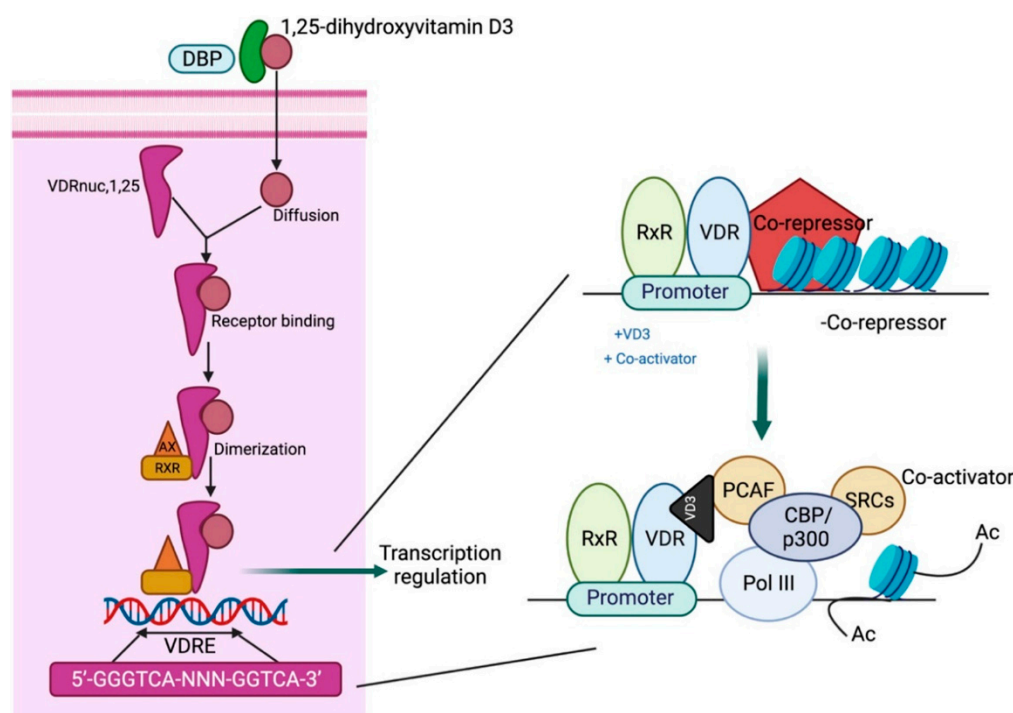 1,25-dihydroxyvitamin D3
DBP
VDRnuc,1,25
Diffusion
Receptor binding
AX
RXR
Dimerization
Transcription
regulation
VDRE
5'-GGGTCA-NNN-GGTCA-3'
RxR
VDR
Co-repressor
Promoter
-Co-repressor
+VD3
+ Co-activator
RxR
VDR
VD3
PCAF
CBP/
p300
SRCs
Co-activator
Pol III
Promoter
Ac
Ac